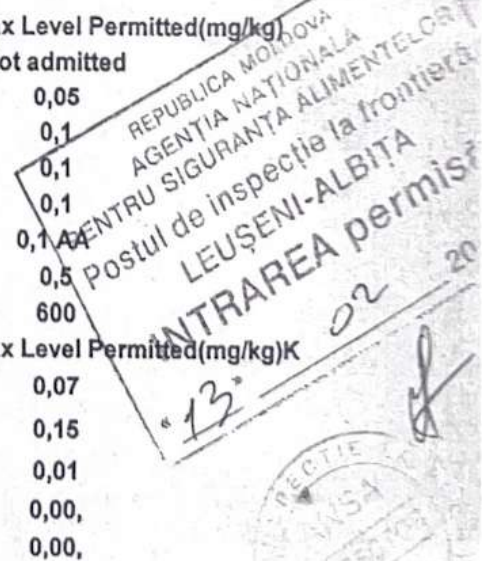 x Level Permitted(mg/kg)
ot admitted
0,05
0,1
0,1
0,1
0,1 AA
0,5
600
x Level Permitted(mg/kg)K
0,07
0,15
0,01
0,00,
0,00,
REPUBLICA MOLDOVA
AGENȚIA NAȚIONALĂ
PENTRU SIGURANȚA ALIMENTELOR
Postul de inspecție la frontieră
LEUȘENI-ALBIȚA
INTRAREA permisă
"13" 02 20